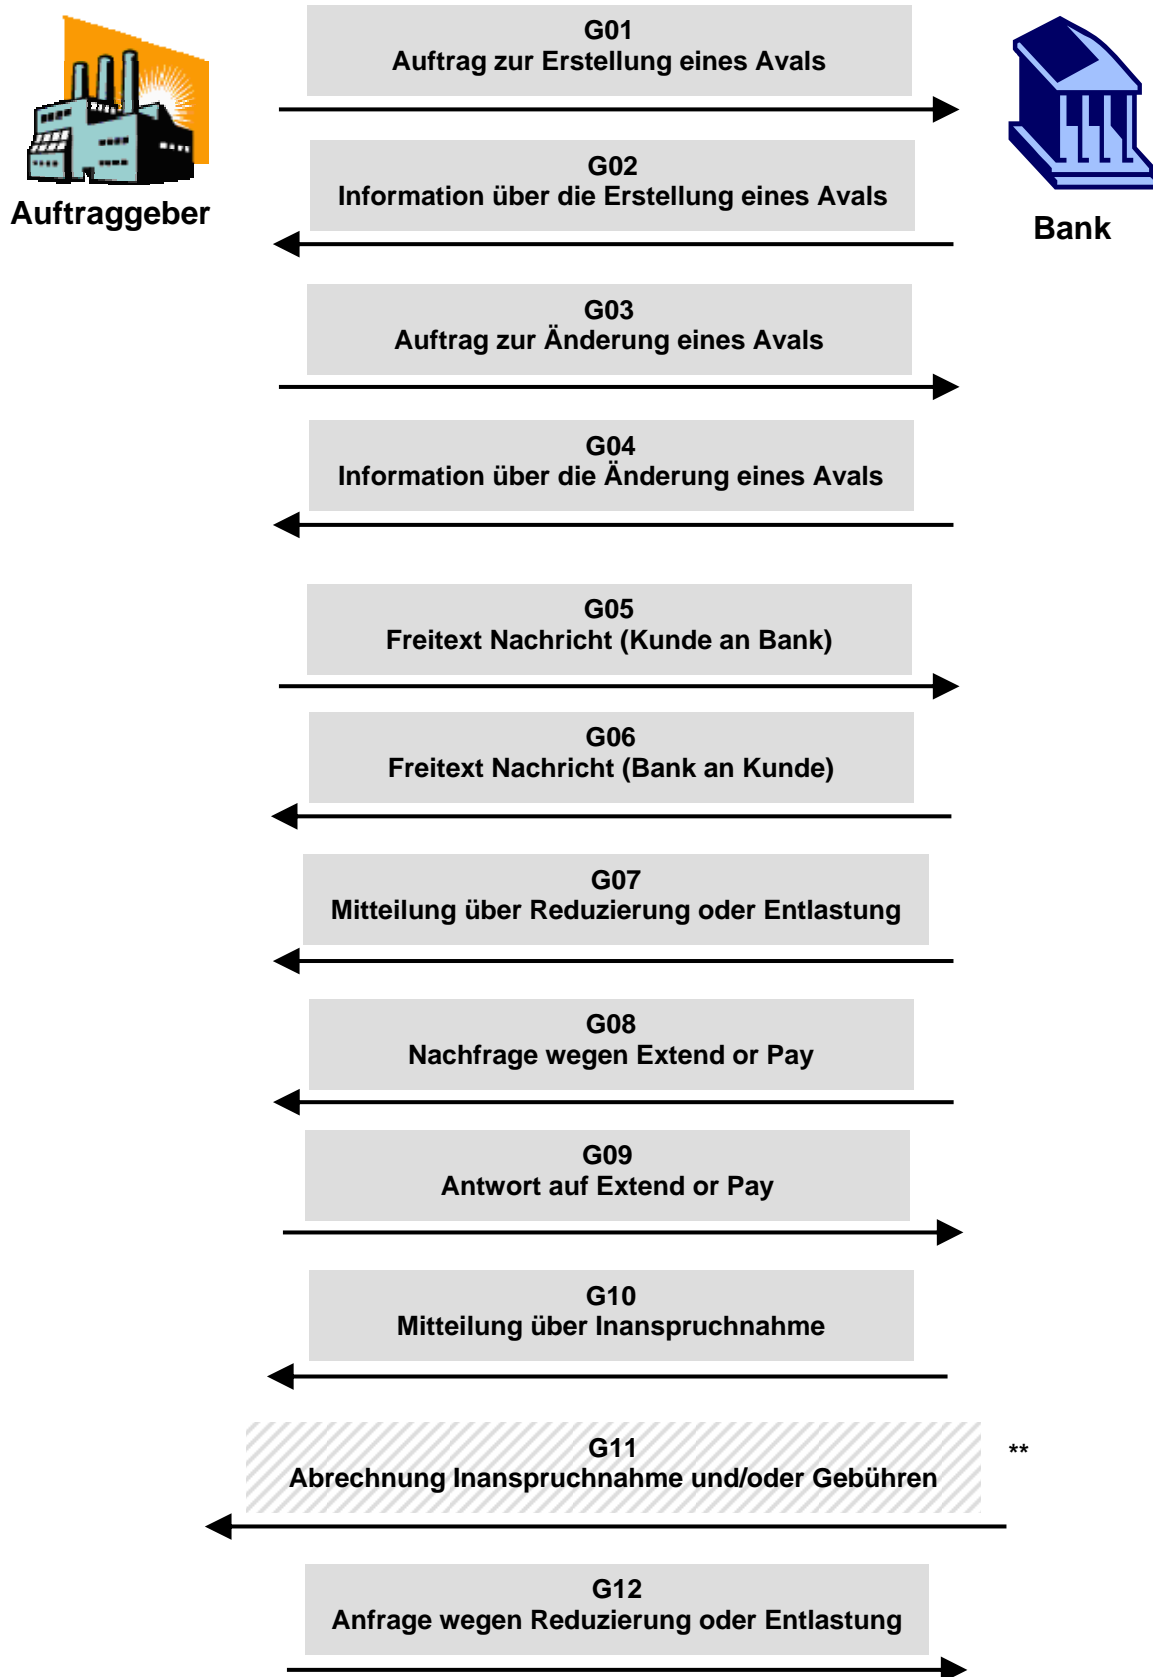 G01
Auftrag zur Erstellung eines Avals
G02
Information über die Erstellung eines Avals
Auftraggeber
Bank
G03
Auftrag zur Änderung eines Avals
G04
Information über die Änderung eines Avals
G05
Freitext Nachricht (Kunde an Bank)
G06
Freitext Nachricht (Bank an Kunde)
G07
Mitteilung über Reduzierung oder Entlastung
G08
Nachfrage wegen Extend or Pay
G09
Antwort auf Extend or Pay
G10
Mitteilung über Inanspruchnahme
G11
**
Abrechnung Inanspruchnahme und/oder Gebühren
G12
Anfrage wegen Reduzierung oder Entlastung